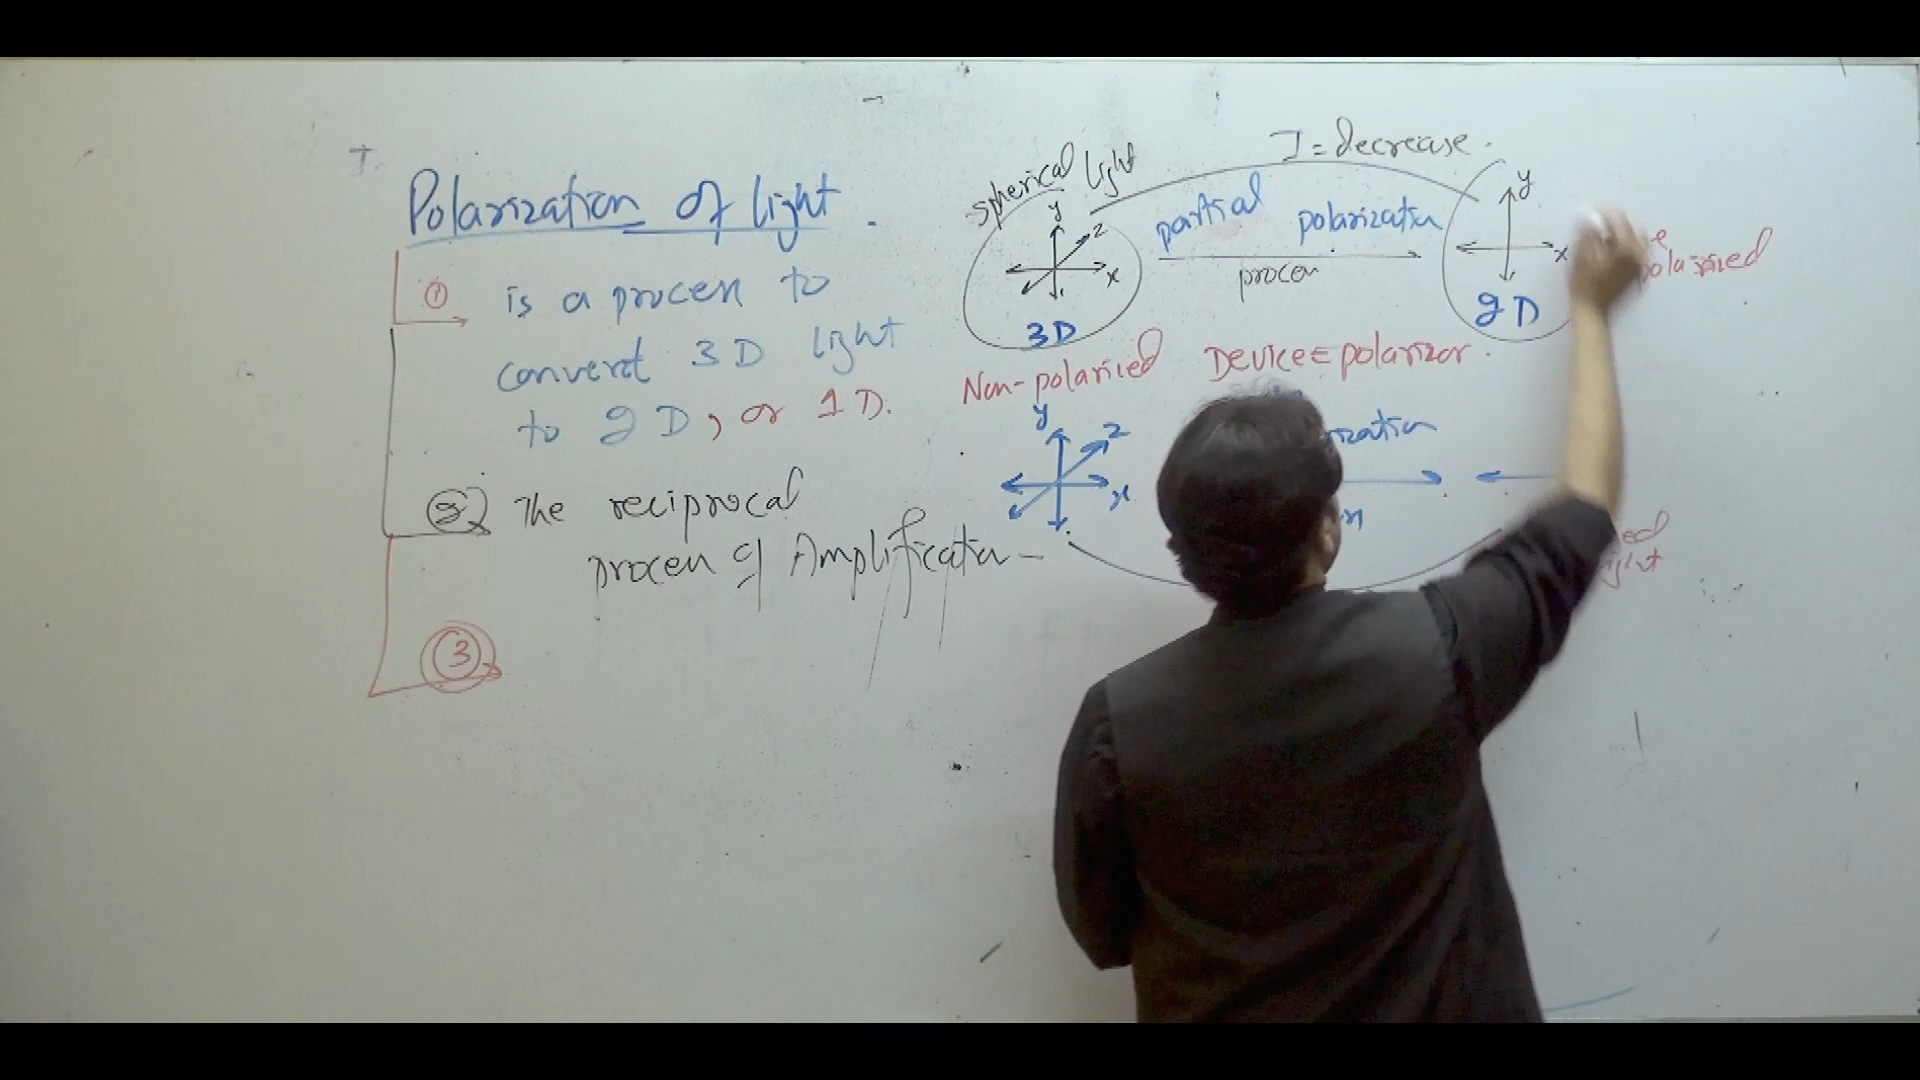 Polarization of light.
① is a process to
convert 3D light
to 2D, or 1D.
② The reciprocal
process of Amplification
③
I = decrease.
spherical light
y
z
x
3D
partial polarization
process
y
x
2D
polarized
Non-polarized
Device = polarizer.
y
z
x